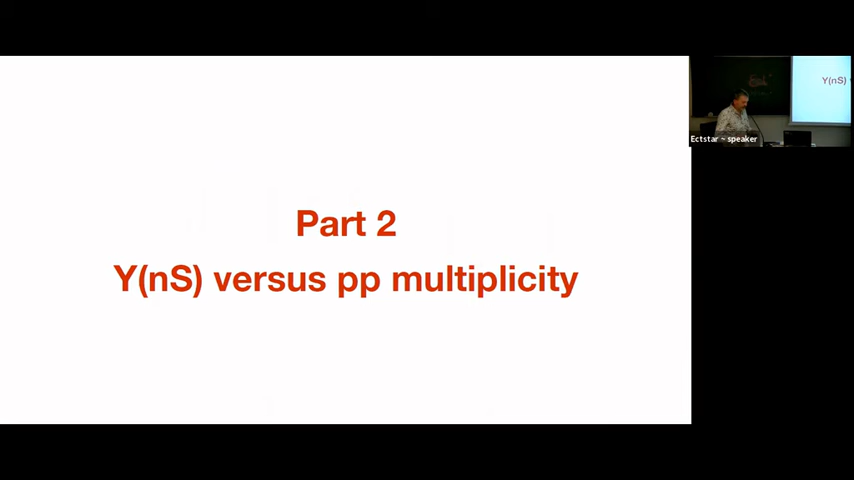 Part 2
Y(nS) versus pp multiplicity
Y(nS)
Ectstar ~ speaker